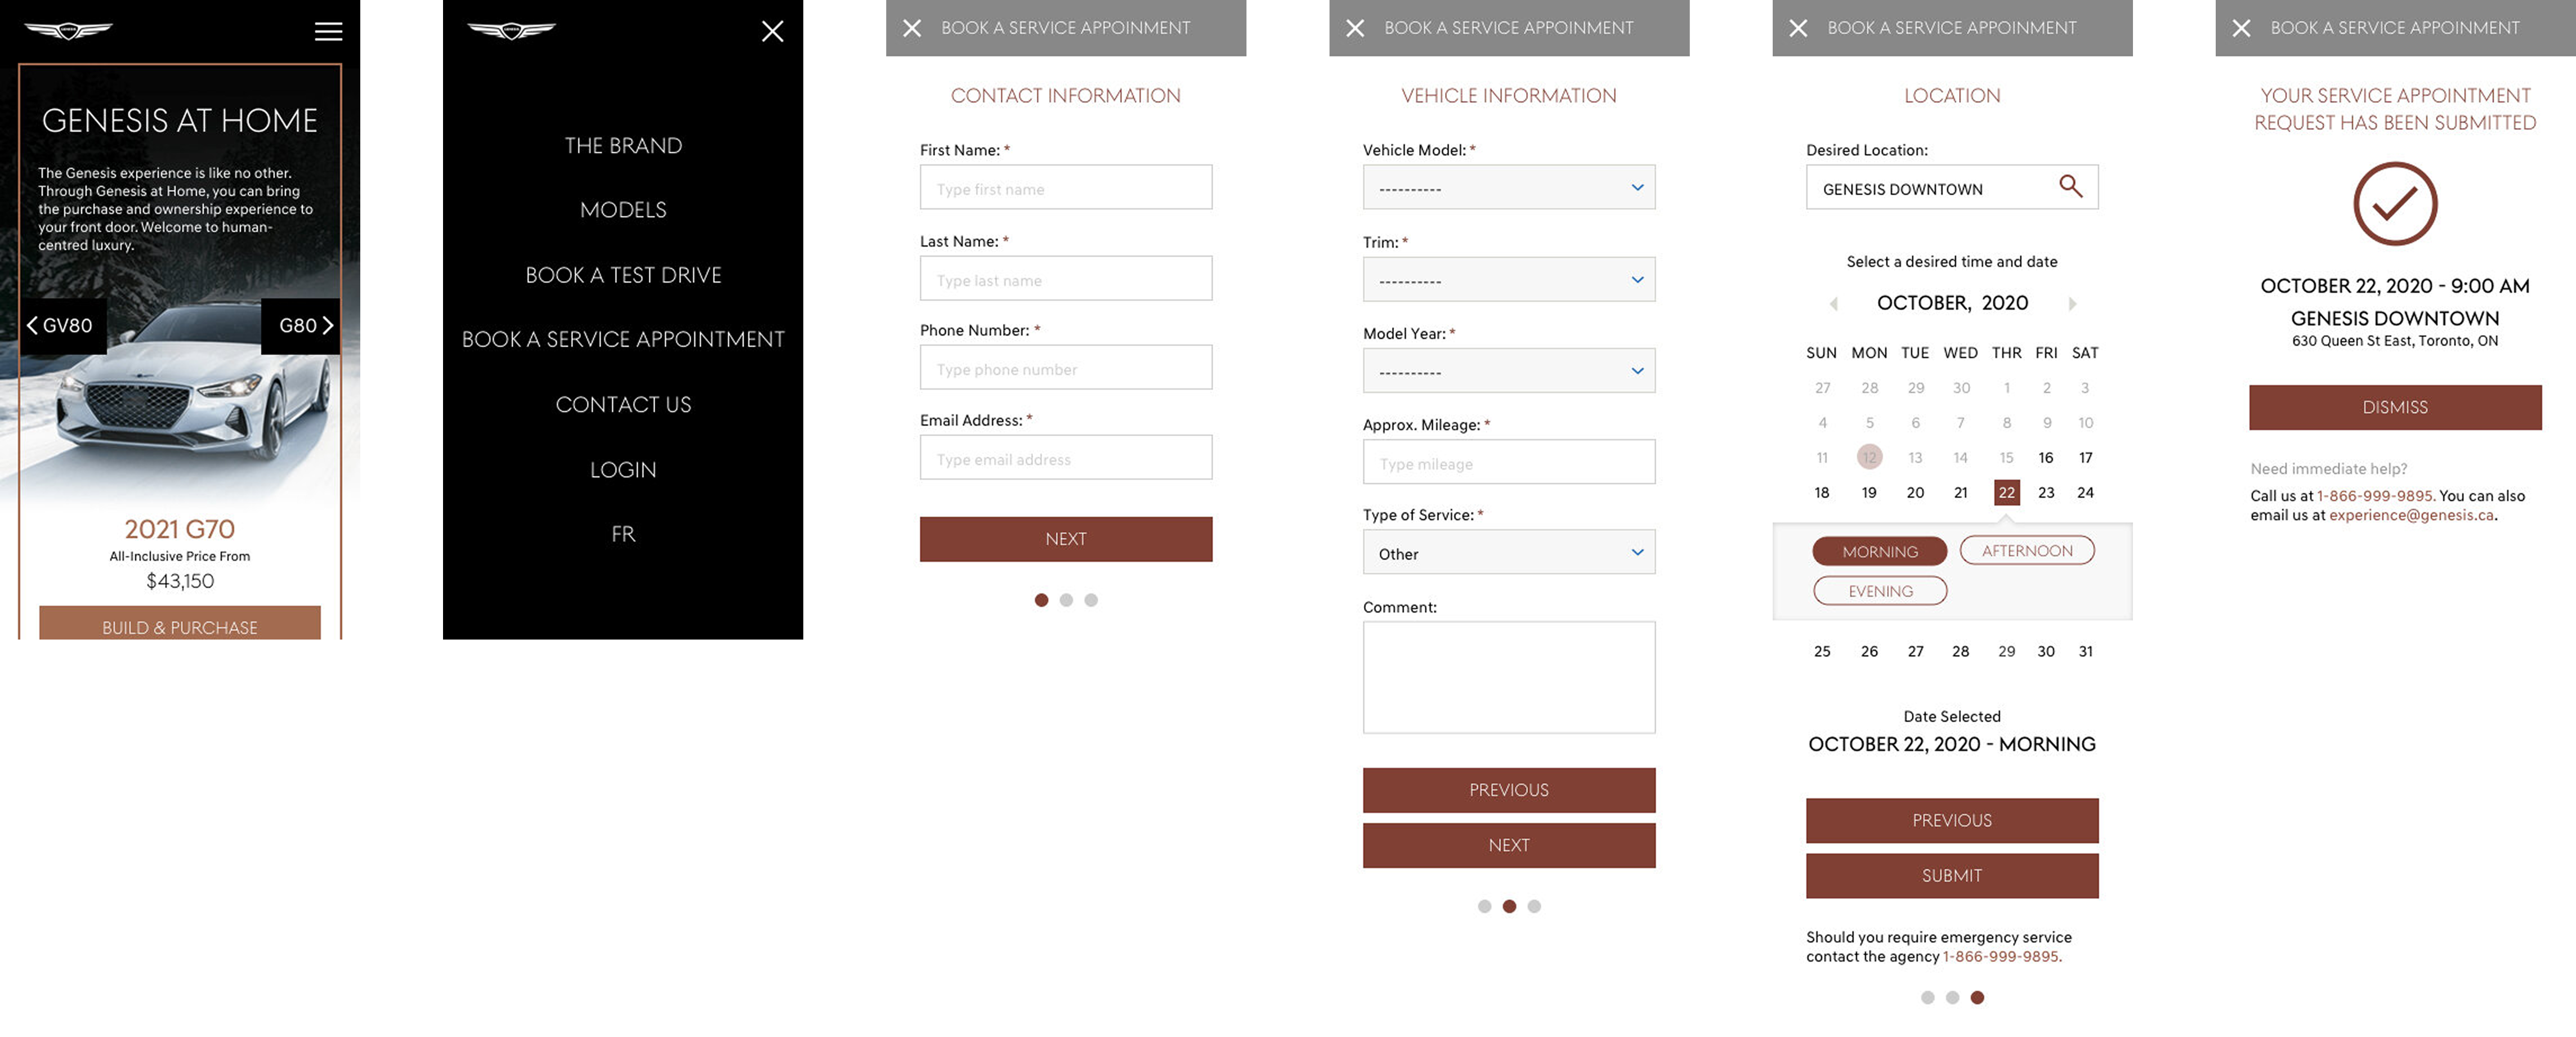 GENESIS AT HOME
The Genesis experience is like no other.
Through Genesis at Home, you can bring
the purchase and ownership experience to
your front door. Welcome to human-
centred luxury.
GV80
G80
2021 G70
All-Inclusive Price From
$43,150
BUILD & PURCHASE
THE BRAND
MODELS
BOOK A TEST DRIVE
BOOK A SERVICE APPOINTMENT
CONTACT US
LOGIN
FR
BOOK A SERVICE APPOINMENT
CONTACT INFORMATION
First Name: *
Type first name
Last Name: *
Type last name
Phone Number: *
Type phone number
Email Address: *
Type email address
NEXT
BOOK A SERVICE APPOINMENT
VEHICLE INFORMATION
Vehicle Model: *
----------
Trim: *
----------
Model Year: *
----------
Approx. Mileage: *
Type mileage
Type of Service: *
Other
Comment:
PREVIOUS
NEXT
BOOK A SERVICE APPOINMENT
LOCATION
Desired Location:
GENESIS DOWNTOWN
Select a desired time and date
OCTOBER, 2020
SUN MON TUE WED THR FRI SAT
27 28 29 30 1 2 3
4 5 6 7 8 9 10
11 12 13 14 15 16 17
18 19 20 21 22 23 24
MORNING AFTERNOON
EVENING
25 26 27 28 29 30 31
Date Selected
OCTOBER 22, 2020 - MORNING
PREVIOUS
SUBMIT
Should you require emergency service
contact the agency 1-866-999-9895.
BOOK A SERVICE APPOINMENT
YOUR SERVICE APPOINTMENT
REQUEST HAS BEEN SUBMITTED
OCTOBER 22, 2020 - 9:00 AM
GENESIS DOWNTOWN
630 Queen St East, Toronto, ON
DISMISS
Need immediate help?
Call us at 1-866-999-9895. You can also
email us at experience@genesis.ca.